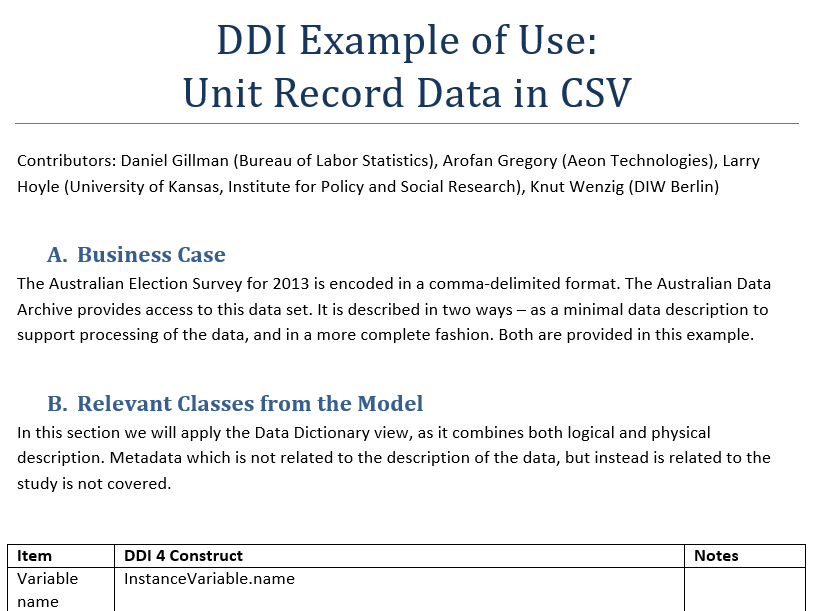 DDI Example of Use:
Unit Record Data in CSV
Contributors: Daniel Gillman (Bureau of Labor Statistics), Arofan Gregory (Aeon Technologies), Larry
Hoyle (University of Kansas, Institute for Policy and Social Research), Knut Wenzig (DIW Berlin)
A. Business Case
The Australian Election Survey for 2013 is encoded in a comma-delimited format. The Australian Data
Archive provides access to this data set. It is described in two ways – as a minimal data description to
support processing of the data, and in a more complete fashion. Both are provided in this example.
B. Relevant Classes from the Model
In this section we will apply the Data Dictionary view, as it combines both logical and physical
description. Metadata which is not related to the description of the data, but instead is related to the
study is not covered.
Item DDI 4 Construct Notes
Variable InstanceVariable.name
name